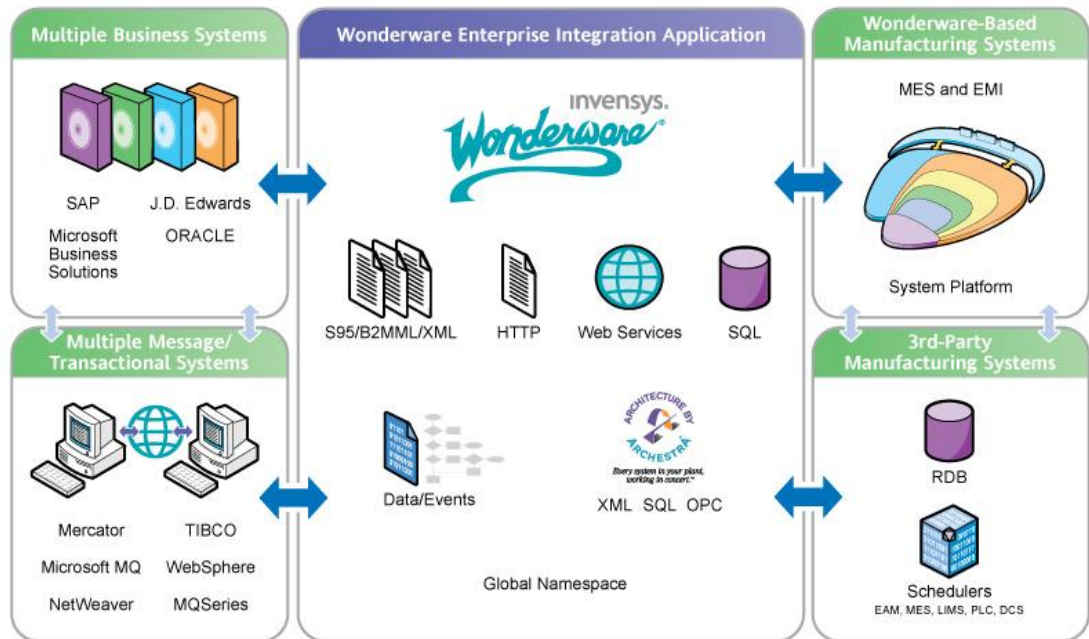 Multiple Business Systems
SAP
J.D. Edwards
Microsoft
Business
Solutions
ORACLE
Multiple Message/
Transactional Systems
Mercator
TIBCO
Microsoft MQ
WebSphere
NetWeaver
MQSeries
Wonderware Enterprise Integration Application
invensys.
Wonderware®
S95/B2MML/XML
HTTP
Web Services
SQL
Data/Events
ARCHITECTURE BY
ARCHESTRA
Every system in your plant,
working in concert.™
XML SQL OPC
Global Namespace
Wonderware-Based
Manufacturing Systems
MES and EMI
System Platform
3rd-Party
Manufacturing Systems
RDB
Schedulers
EAM, MES, LIMS, PLC, DCS